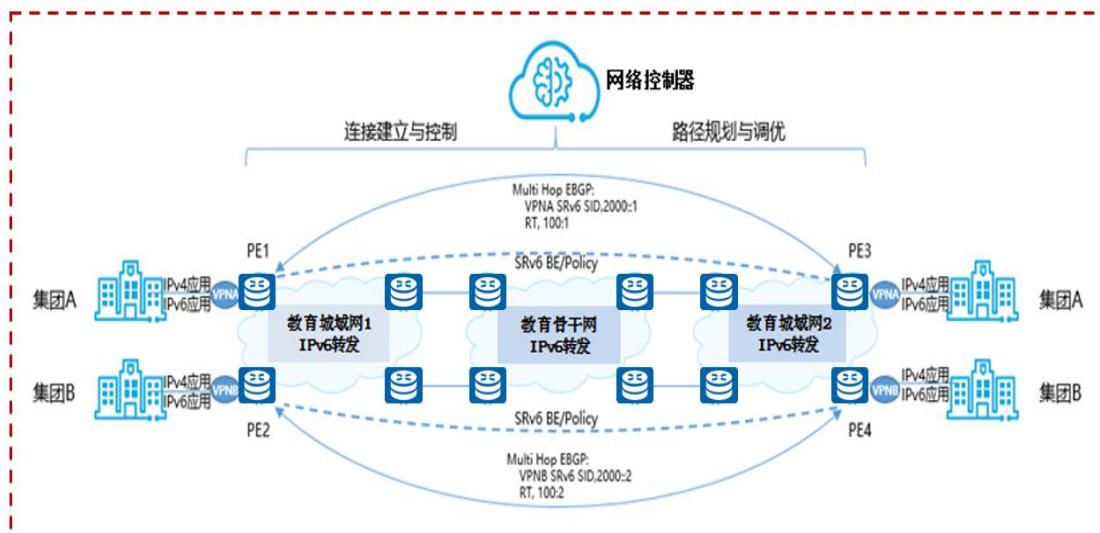 网络控制器
连接建立与控制
路径规划与调优
Multi Hop EBGP:
VPNA SRv6 SID,2000::1
RT, 100:1
PE1
PE3
SRv6 BE/Policy
集团A
IPv4应用
IPv6应用
VPNA
教育城域网1
IPv6转发
教育骨干网
IPv6转发
教育城域网2
IPv6转发
VPNA
IPv4应用
IPv6应用
集团A
集团B
IPv4应用
IPv6应用
VPNB
VPNB
IPv4应用
IPv6应用
集团B
SRv6 BE/Policy
PE2
PE4
Multi Hop EBGP:
VPNB SRv6 SID,2000::2
RT, 100:2